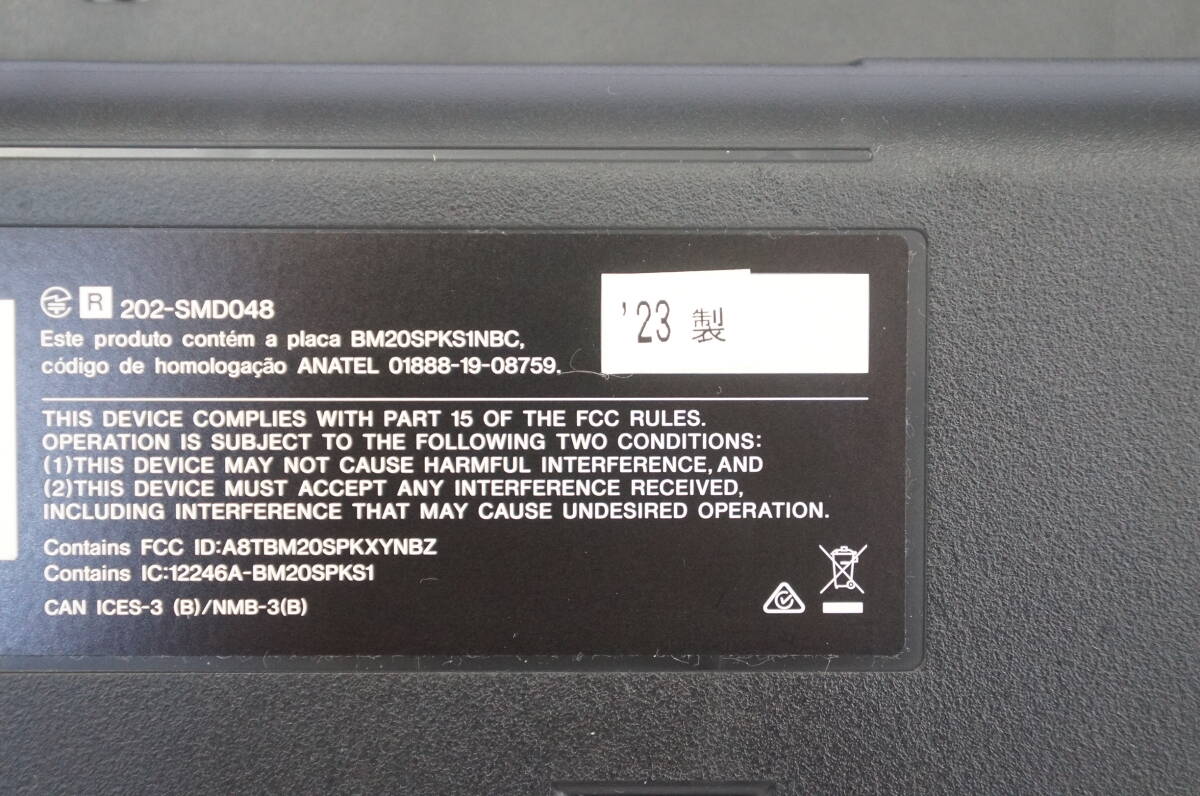 R 202-SMD048
Este produto contém a placa BM20SPKS1NBC,
código de homologação ANATEL 01888-19-08759.
'23 製
THIS DEVICE COMPLIES WITH PART 15 OF THE FCC RULES.
OPERATION IS SUBJECT TO THE FOLLOWING TWO CONDITIONS:
(1)THIS DEVICE MAY NOT CAUSE HARMFUL INTERFERENCE, AND
(2)THIS DEVICE MUST ACCEPT ANY INTERFERENCE RECEIVED,
INCLUDING INTERFERENCE THAT MAY CAUSE UNDESIRED OPERATION.
Contains FCC ID:A8TBM20SPKXYNBZ
Contains IC:12246A-BM20SPKS1
CAN ICES-3 (B)/NMB-3(B)